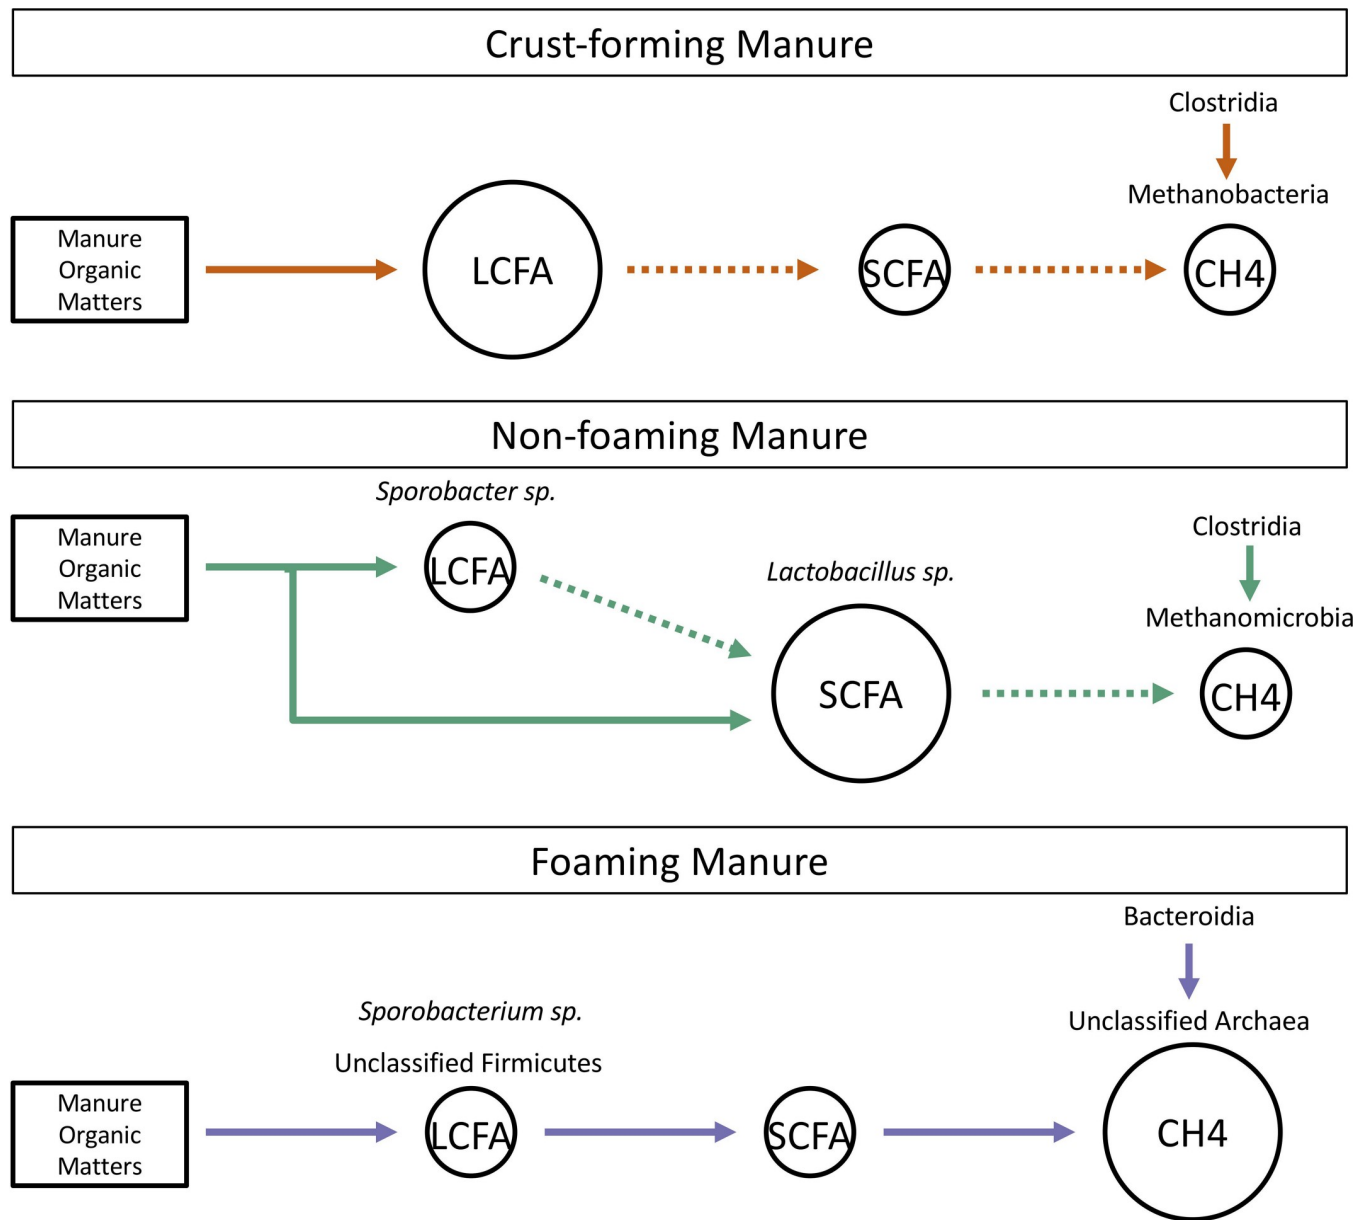 Crust-forming Manure
Clostridia
Methanobacteria
Manure
Organic
Matters
LCFA
SCFA
CH4
Non-foaming Manure
Sporobacter sp.
Manure
Organic
Matters
LCFA
Lactobacillus sp.
Clostridia
Methanomicrobia
SCFA
CH4
Foaming Manure
Bacteroidia
Sporobacterium sp.
Unclassified Archaea
Unclassified Firmicutes
Manure
Organic
Matters
LCFA
SCFA
CH4